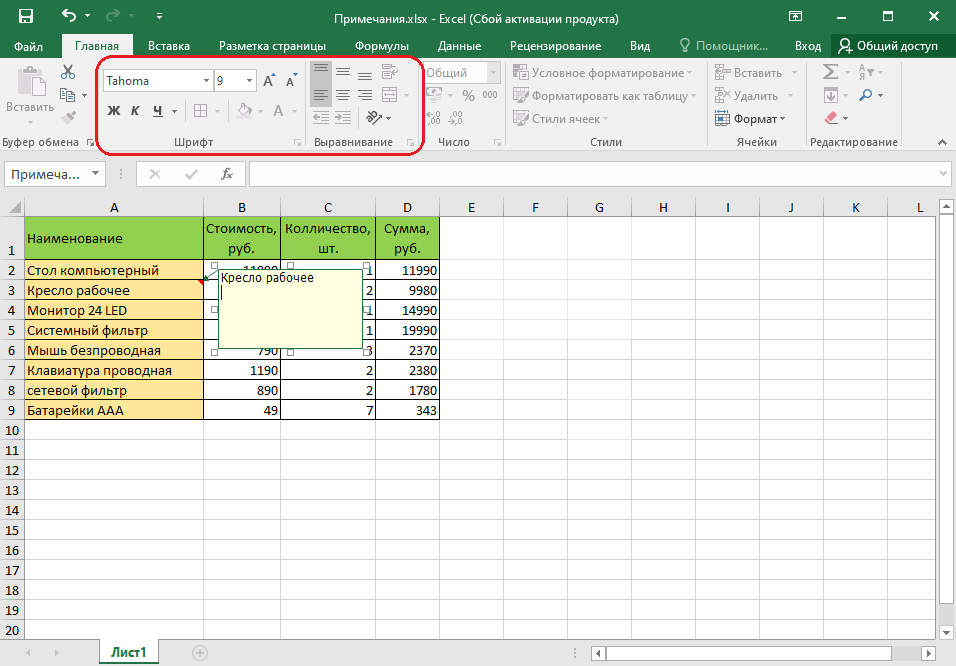 Примечания.xlsx - Excel (Сбой активации продукта)
Файл Главная Вставка Разметка страницы Формулы Данные Рецензирование Вид Помощник... Вход Общий доступ
Tahoma 9 Общий Условное форматирование Вставить
Вставить Ж К Ч % 000 Форматировать как таблицу Удалить
Стили ячеек Формат
Буфер обмена Шрифт Выравнивание Число Стили Ячейки Редактирование
Примеча... fx
A B C D E F G H I J K L
1 Наименование Стоимость, руб. Колличество, шт. Сумма, руб.
2 Стол компьютерный 1 11990
Кресло рабочее
3 Кресло рабочее 2 9980
4 Монитор 24 LED 1 14990
5 Системный фильтр 1 19990
6 Мышь безпроводная 790 3 2370
7 Клавиатура проводная 1190 2 2380
8 сетевой фильтр 890 2 1780
9 Батарейки ААА 49 7 343
10
11
12
13
14
15
16
17
18
19
20
Лист1